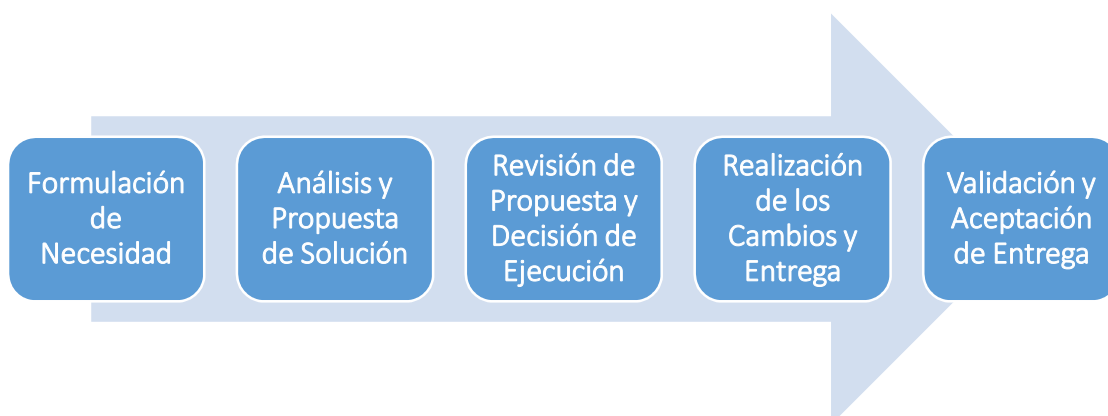 Formulación
de
Necesidad
Análisis y
Propuesta
de Solución
Revisión de
Propuesta y
Decisión de
Ejecución
Realización
de los
Cambios y
Entrega
Validación y
Aceptación
de Entrega